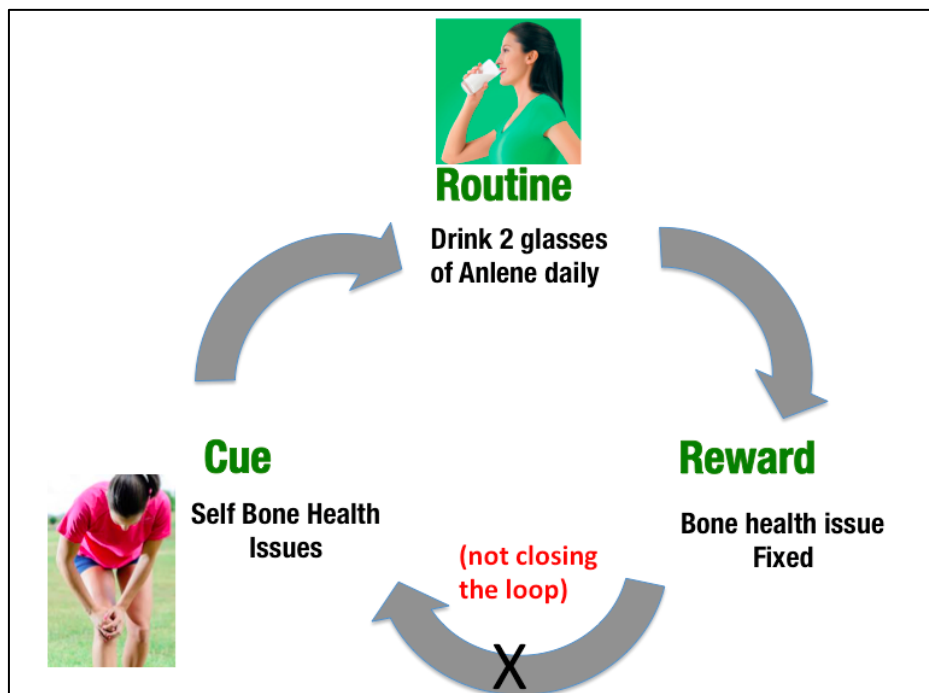 Routine
Drink 2 glasses
of Anlene daily
Cue
Self Bone Health
Issues
Reward
Bone health issue
Fixed
(not closing
the loop)
X